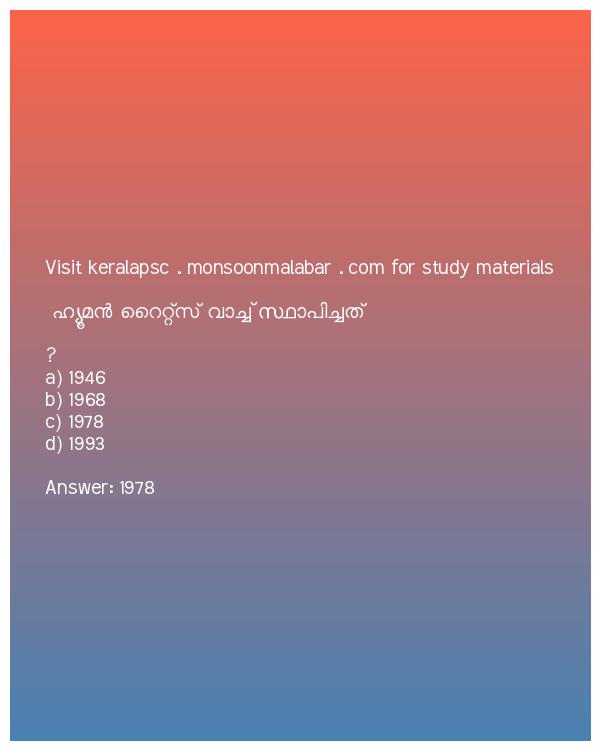 Visit keralapsc . monsoonmalabar . com for study materials
ഹ്യൂമൻ റൈറ്റ്സ് വാച്ച് സ്ഥാപിച്ചത്
?
a) 1946
b) 1968
c) 1978
d) 1993
Answer: 1978